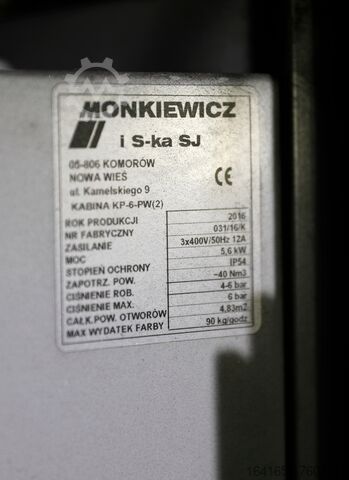 MONKIEWICZ
i S-ka SJ
05-806 KOMORÓW
NOWA WIEŚ
ul. Kamelskiego 9
CE
KABINA KP-6-PW(2)
ROK PRODUKCJI 2016
NR FABRYCZNY 031/16/K
ZASILANIE 3x400V/50Hz 12A
MOC 5,6 kW
STOPIEŃ OCHRONY IP54
ZAPOTRZ. POW. ~40 Nm3
CIŚNIENIE ROB. 4-6 bar
CIŚNIENIE MAX. 6 bar
CAŁK.POW. OTWORÓW 4,83m2
MAX WYDATEK FARBY 90 kg/godz